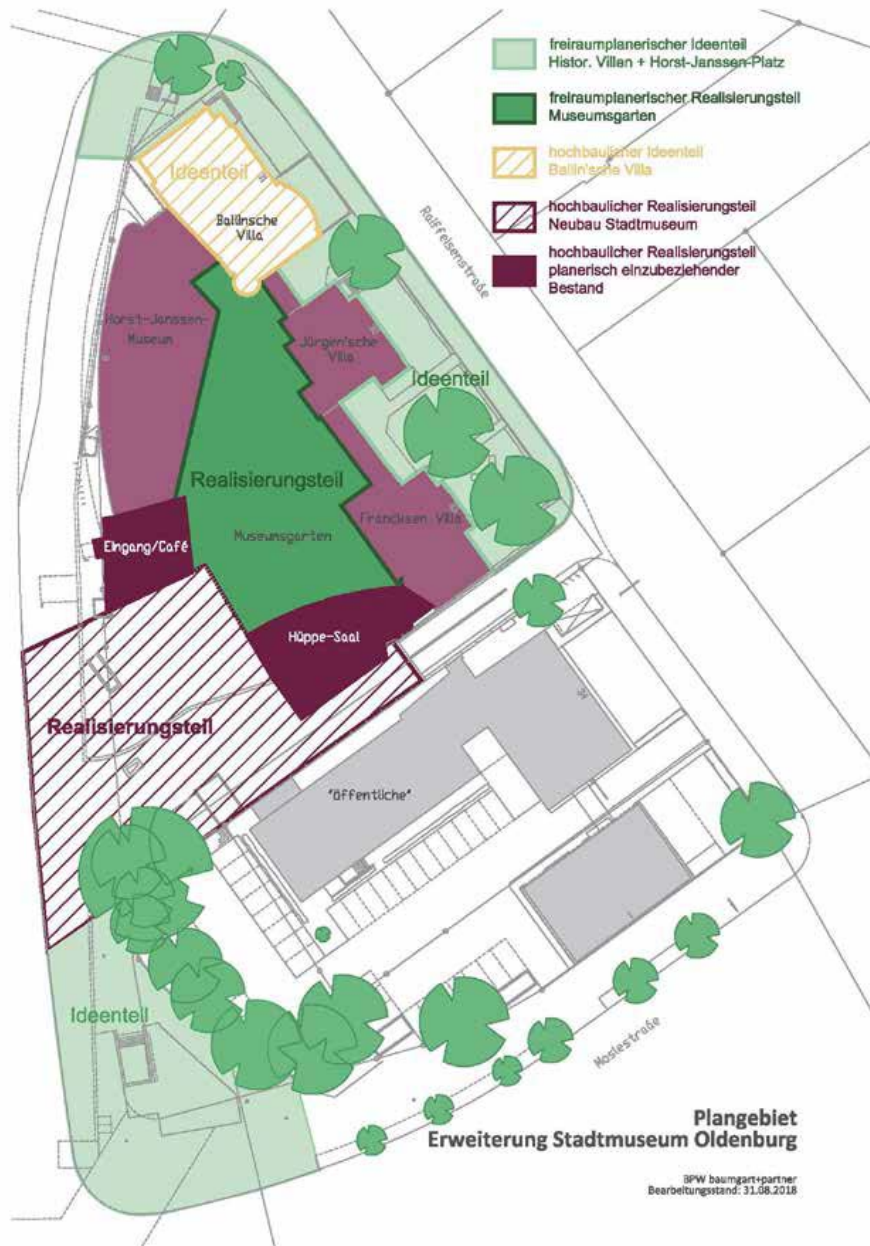 freiraumplanerischer Ideenteil
Histor. Villen + Horst-Janssen-Platz
freiraumplanerischer Realisierungsteil
Museumsgarten
hochbaulicher Ideenteil
Ballin'sche Villa
hochbaulicher Realisierungsteil
Neubau Stadtmuseum
hochbaulicher Realisierungsteil
planerisch einzubeziehender
Bestand
Ideenteil
Ballinsche
Villa
Raiffeisenstraße
Horst-Janssen-
Museum
Jürgen'sche
Villa
Ideenteil
Realisierungsteil
Museumsgarten
Francksen Villa
Eingang/Café
Hüppe-Saal
Realisierungsteil
"öffentliche"
Ideenteil
Moslestraße
Plangebiet
Erweiterung Stadtmuseum Oldenburg
BPW baumgart+partner
Bearbeitungsstand: 31.08.2018